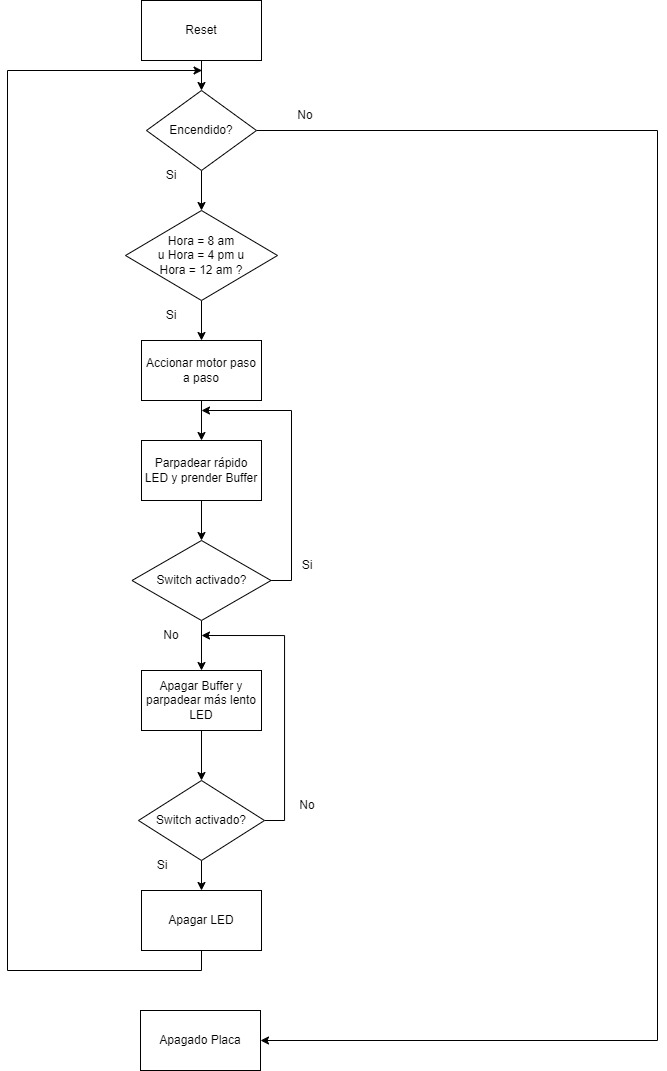 Reset
Encendido?
No
Si
Hora = 8 am
u Hora = 4 pm u
Hora = 12 am ?
Si
Accionar motor paso
a paso
Parpadear rápido
LED y prender Buffer
Switch activado?
Si
No
Apagar Buffer y
parpadear más lento
LED
Switch activado?
No
Si
Apagar LED
Apagado Placa